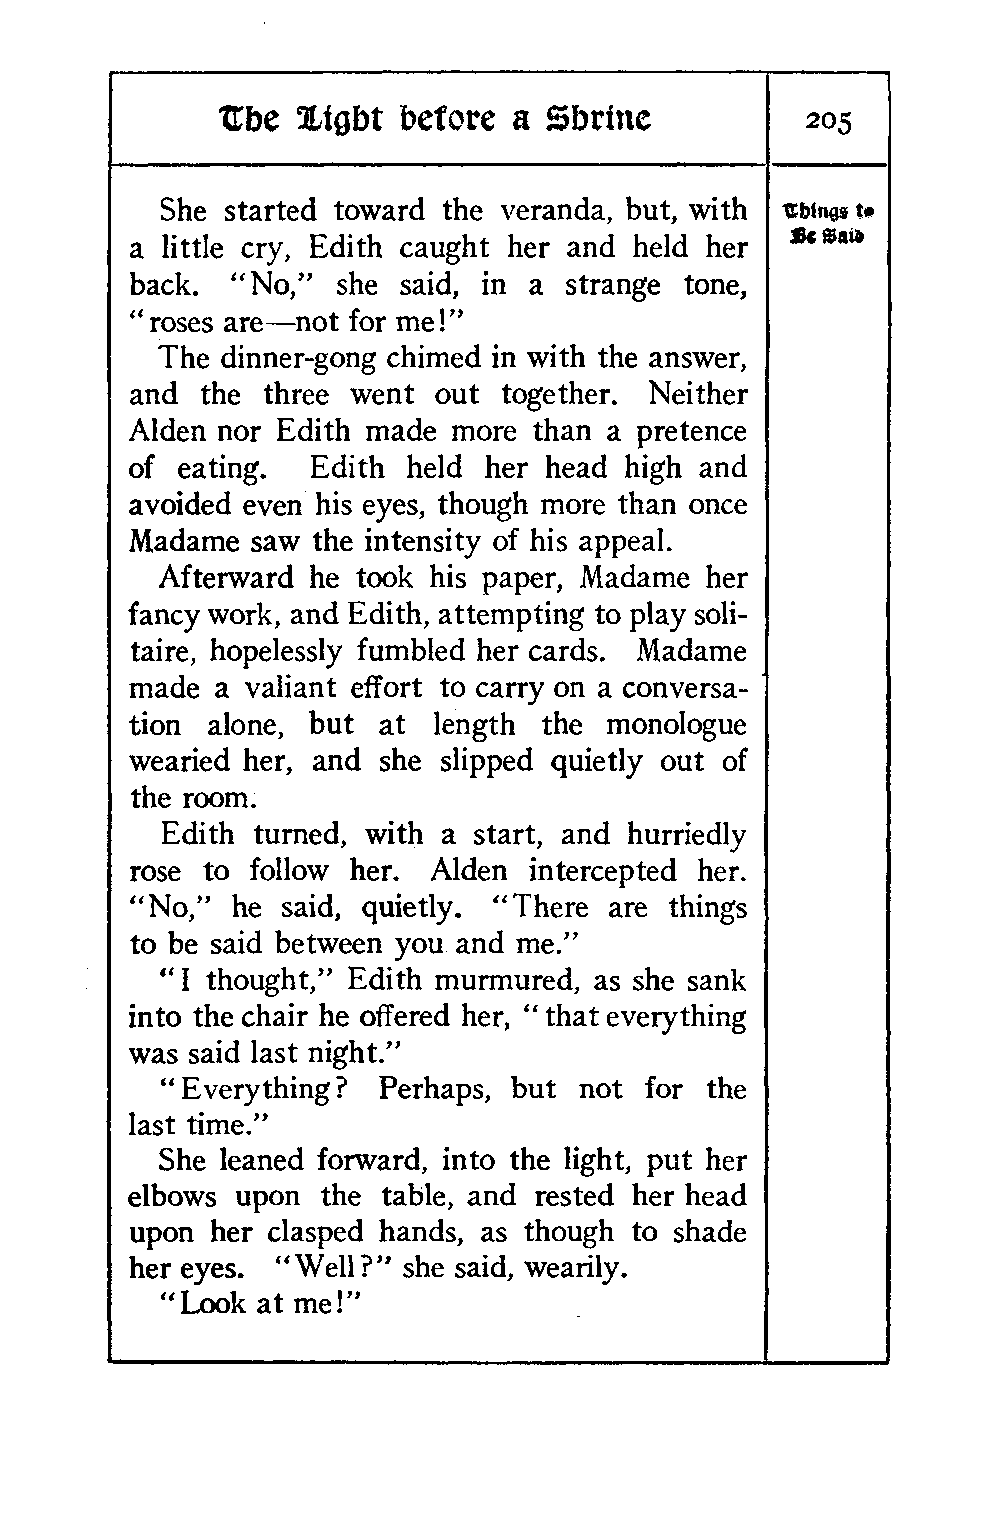 The Light before a Shrine
205
She started toward the veranda, but, with
a little cry, Edith caught her and held her
back. “No,” she said, in a strange tone,
“roses are—not for me!”
The dinner-gong chimed in with the answer,
and the three went out together. Neither
Alden nor Edith made more than a pretence
of eating. Edith held her head high and
avoided even his eyes, though more than once
Madame saw the intensity of his appeal.
Afterward he took his paper, Madame her
fancy work, and Edith, attempting to play soli-
taire, hopelessly fumbled her cards. Madame
made a valiant effort to carry on a conversa-
tion alone, but at length the monologue
wearied her, and she slipped quietly out of
the room.
Edith turned, with a start, and hurriedly
rose to follow her. Alden intercepted her.
“No,” he said, quietly. “There are things
to be said between you and me.”
“I thought,” Edith murmured, as she sank
into the chair he offered her, “that everything
was said last night.”
“Everything? Perhaps, but not for the
last time.”
She leaned forward, into the light, put her
elbows upon the table, and rested her head
upon her clasped hands, as though to shade
her eyes. “Well?” she said, wearily.
“Look at me!”
Things to
Be Said